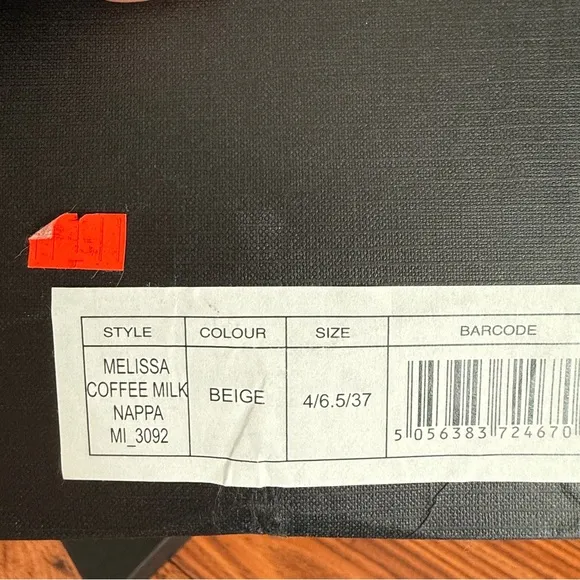 STYLE COLOUR SIZE BARCODE
MELISSA
COFFEE MILK
NAPPA
MI_3092
BEIGE
4/6.5/37
5 056383 724670